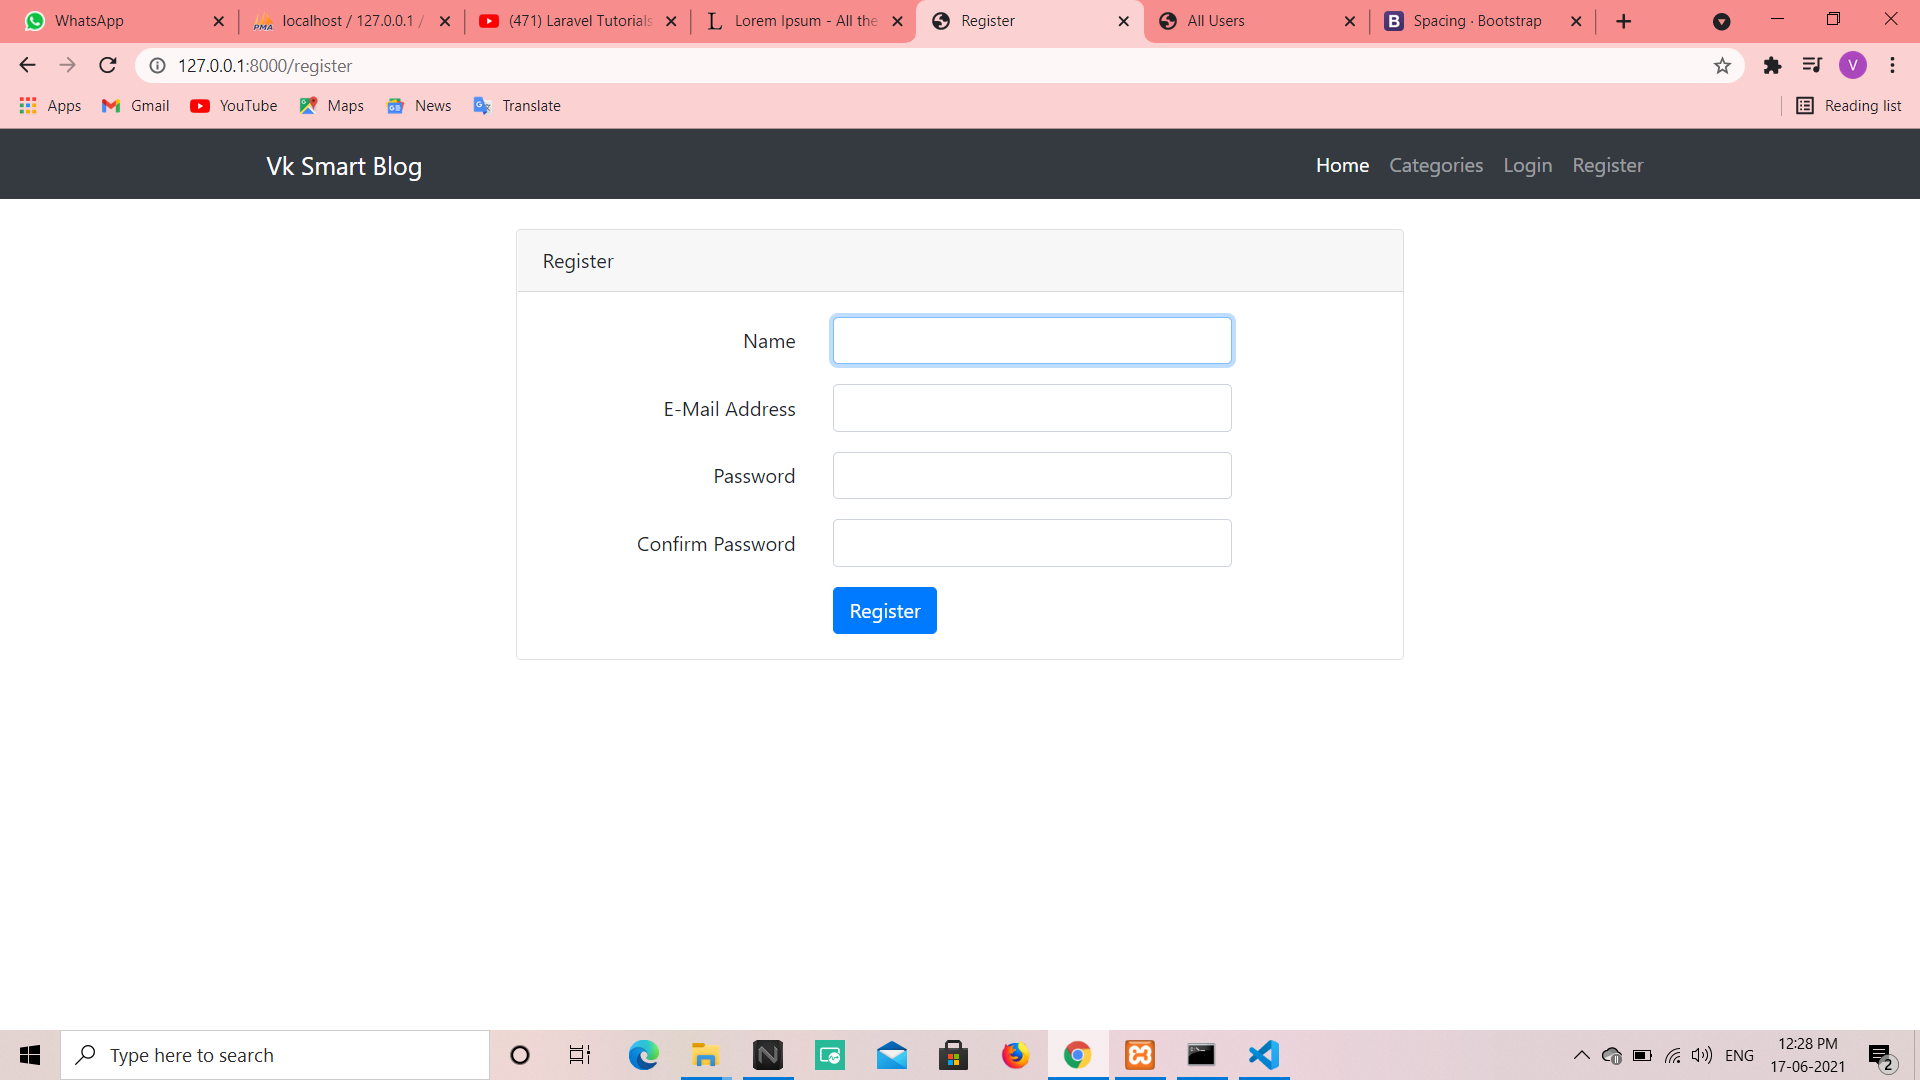 WhatsApp
localhost / 127.0.0.1 /
(471) Laravel Tutorials
Lorem Ipsum - All the
Register
All Users
Spacing · Bootstrap
127.0.0.1:8000/register
V
Apps
Gmail
YouTube
Maps
News
Translate
Reading list
Vk Smart Blog
Home
Categories
Login
Register
Register
Name
E-Mail Address
Password
Confirm Password
Register
Type here to search
ENG
12:28 PM
17-06-2021
2